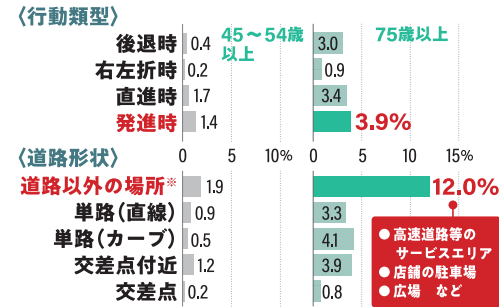 〈行動類型〉
45〜54歳以上
75歳以上
後退時 0.4 3.0
右左折時 0.2 0.9
直進時 1.7 3.4
発進時 1.4 3.9%
〈道路形状〉 0 5 10% 0 5 10 15%
道路以外の場所※ 1.9 12.0%
単路(直線) 0.9 3.3
単路(カーブ) 0.5 4.1
交差点付近 1.2 3.9
交差点 0.2 0.8
●高速道路等の
サービスエリア
●店舗の駐車場
●広場 など